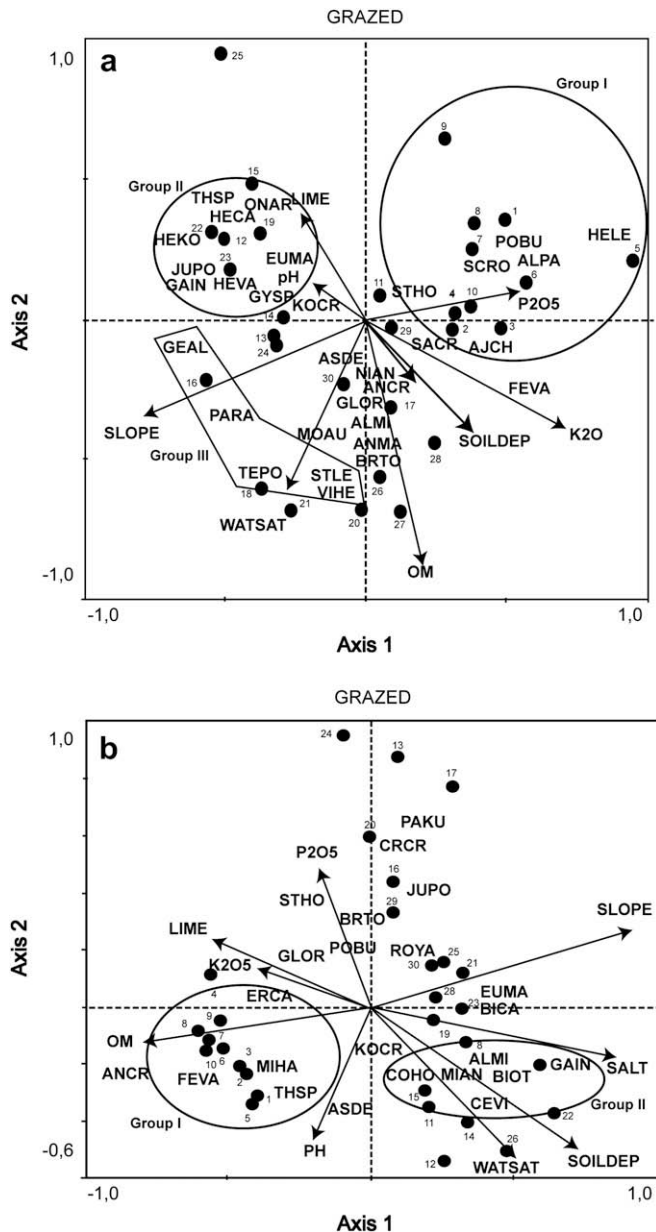 GRAZED
1,0
a
25
Group I
9
15
Group II
THSP
ONAR
LIME
HECA
22
HEKO
12
19
8
1
7
POBU
HELE
5
23
EUMA
SCRO
ALPA
JUPO
pH
6
GAIN
HEVA
11
STHO
4
10
P2O5
GYSP
KOCR
14
Axis 2
13
24
29
SACR
2
AJCH
3
GEAL
ASDE
NIAN
16
30
ANCR
FEVA
GLOR
17
PARA
ALMI
SLOPE
MOAU
ANMA
SOILDEP
K2O
Group III
BRTO
28
TEPO
STLE
18
VIHE
26
WATSAT
21
20
27
-1,0
OM
-1,0
1,0
Axis 1
GRAZED
1,0
b
24
13
17
PAKU
20
CRCR
P2O5
16
JUPO
STHO
29
BRTO
SLOPE
LIME
POBU
ROYA
GLOR
25
K2O5
30
21
4
ERCA
28
EUMA
23
BICA
Axis 2
9
OM
8
7
19
8
KOCR
3
ALMI
GAIN
SALT
ANCR
10
6
MIHA
COHO
MIAN
BIOT
FEVA
2
THSP
1
15
CEVI
Group I
5
ASDE
11
22
Group II
14
26
PH
12
WATSAT
SOILDEP
-0,6
-1,0
1,0
Axis 1